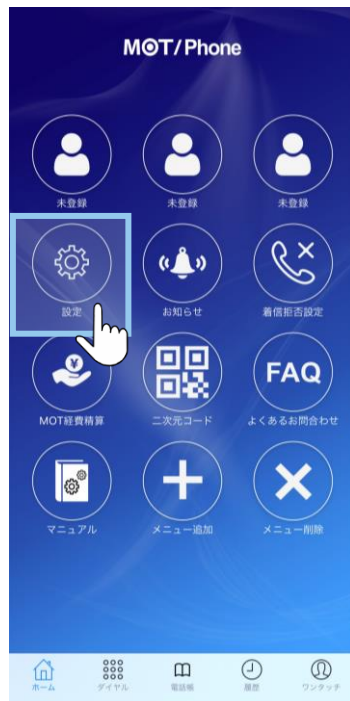 MOT/Phone
未登録 未登録 未登録
設定 お知らせ 着信拒否設定
¥ FAQ
MOT経費精算 二次元コード よくあるお問合わせ
マニュアル メニュー追加 メニュー削除
ホーム ダイヤル 電話帳 履歴 ワンタッチ